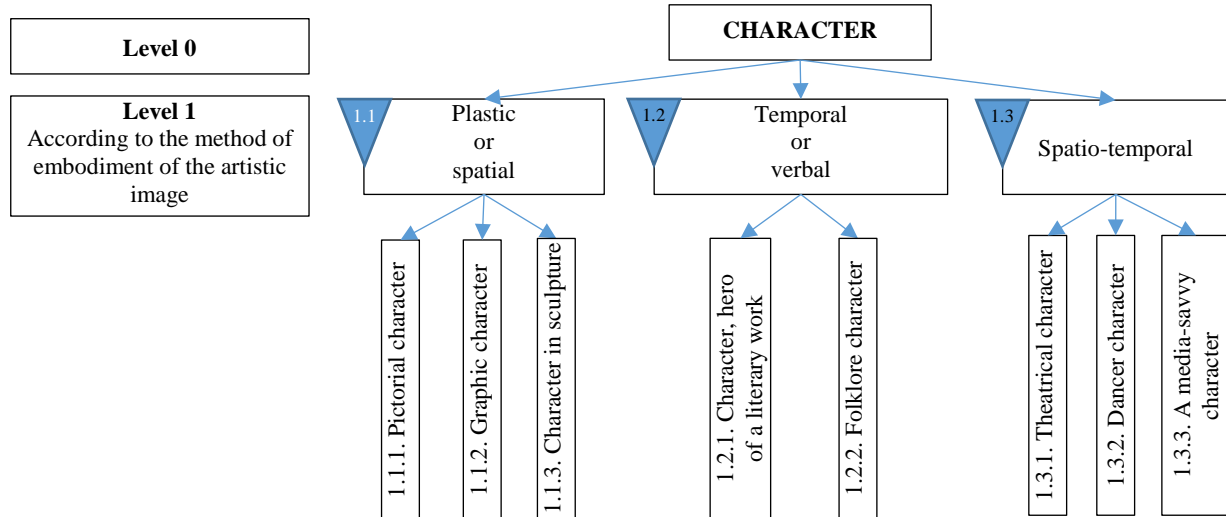 Level 0
CHARACTER
Level 1
According to the method of
embodiment of the artistic
image
1.1
Plastic
or
spatial
1.2
Temporal
or
verbal
1.3
Spatio-temporal
1.1.1. Pictorial character
1.1.2. Graphic character
1.1.3. Character in sculpture
1.2.1. Character, hero
of a literary work
1.2.2. Folklore character
1.3.1. Theatrical character
1.3.2. Dancer character
1.3.3. A media-savvy
character